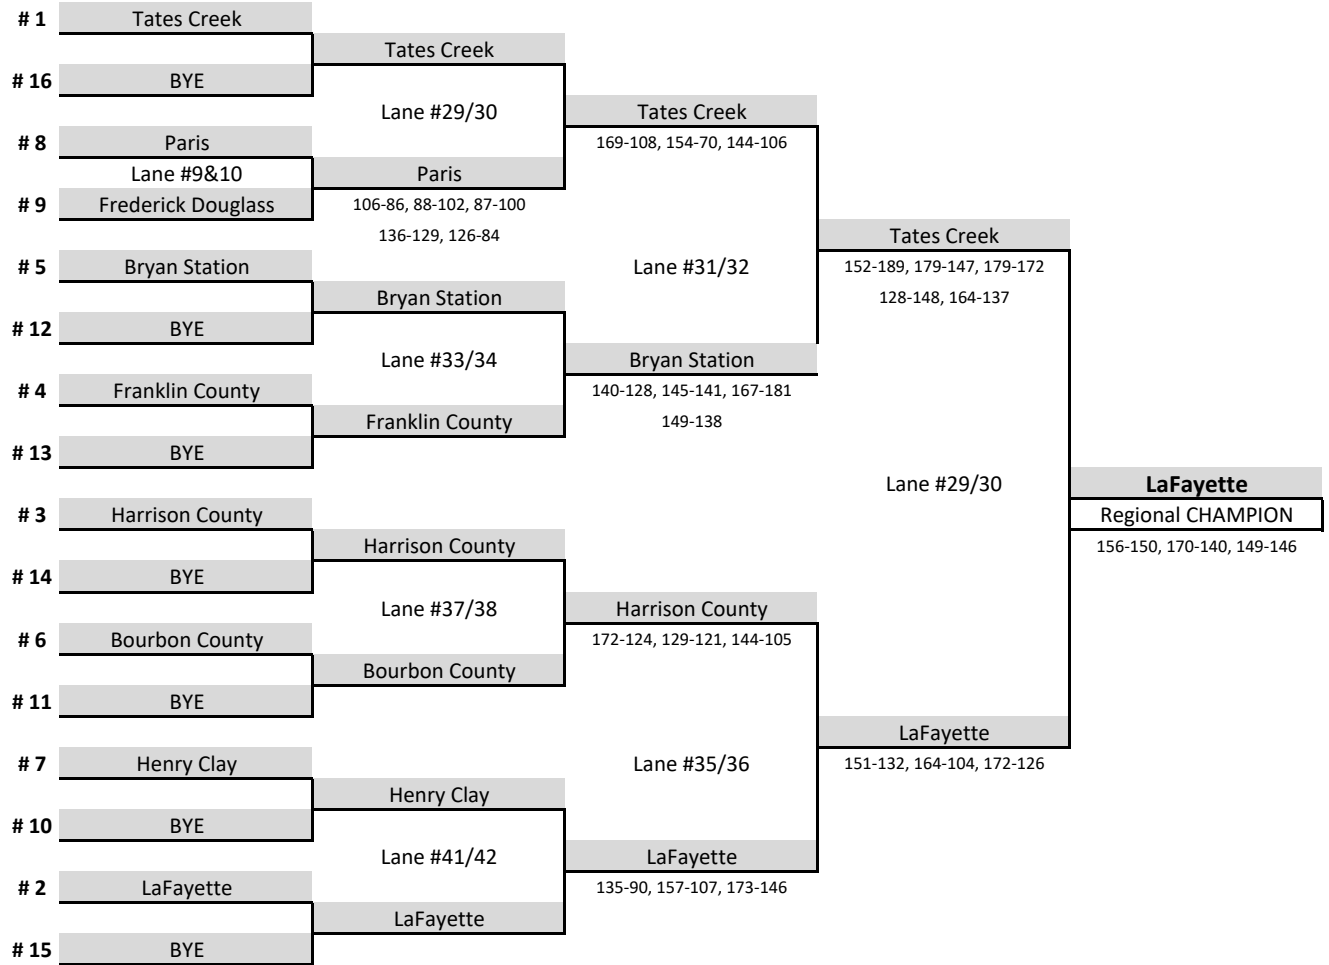 # 1 Tates Creek
Tates Creek
# 16 BYE
Lane #29/30 Tates Creek
# 8 Paris 169-108, 154-70, 144-106
Lane #9&10 Paris
# 9 Frederick Douglass 106-86, 88-102, 87-100
136-129, 126-84 Tates Creek
# 5 Bryan Station Lane #31/32 152-189, 179-147, 179-172
Bryan Station 128-148, 164-137
# 12 BYE
Lane #33/34 Bryan Station
# 4 Franklin County 140-128, 145-141, 167-181
Franklin County 149-138
# 13 BYE
Lane #29/30 LaFayette
# 3 Harrison County Regional CHAMPION
Harrison County 156-150, 170-140, 149-146
# 14 BYE
Lane #37/38 Harrison County
# 6 Bourbon County 172-124, 129-121, 144-105
Bourbon County
# 11 BYE
LaFayette
# 7 Henry Clay Lane #35/36 151-132, 164-104, 172-126
Henry Clay
# 10 BYE
Lane #41/42 LaFayette
# 2 LaFayette 135-90, 157-107, 173-146
LaFayette
# 15 BYE